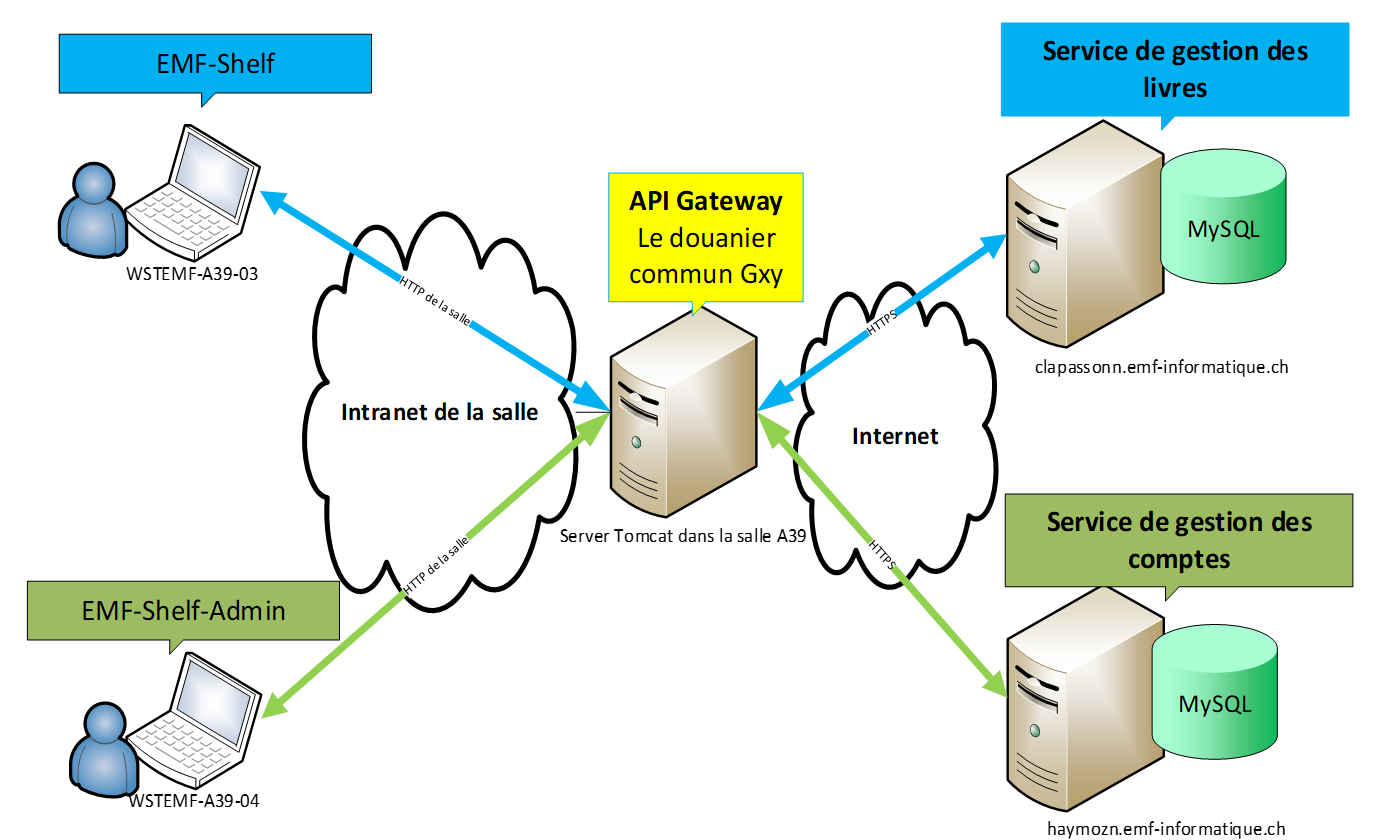 EMF-Shelf
WSTEMF-A39-03
HTTP de la salle
Intranet de la salle
HTTP de la salle
EMF-Shelf-Admin
WSTEMF-A39-04
API Gateway
Le douanier
commun Gxy
Server Tomcat dans la salle A39
HTTPS
Internet
HTTPS
Service de gestion des
livres
MySQL
clapassonn.emf-informatique.ch
Service de gestion des
comptes
MySQL
haymozn.emf-informatique.ch